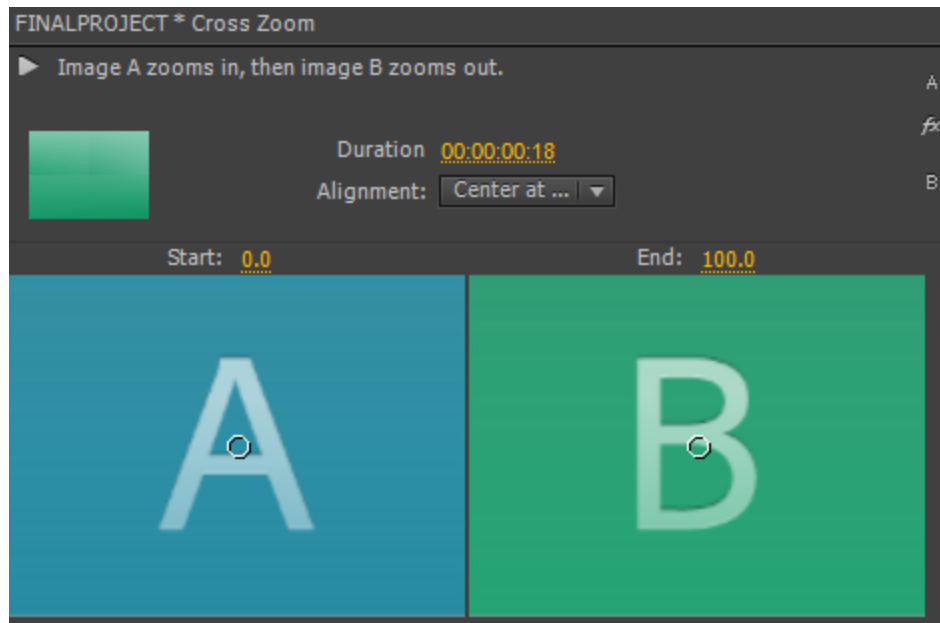 FINALPROJECT * Cross Zoom
Image A zooms in, then image B zooms out.
A
fx
Duration 00:00:00:18
Alignment: Center at ...
B
Start: 0.0 End: 100.0
A B